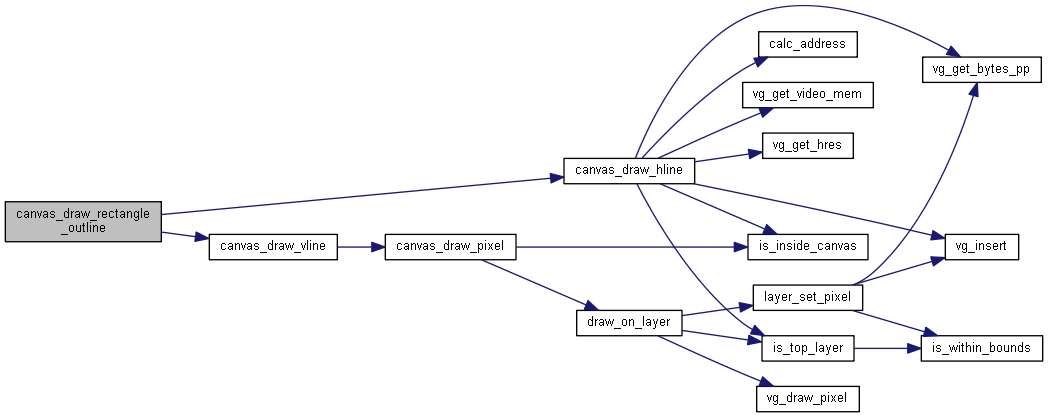 calc_address
vg_get_bytes_pp
vg_get_video_mem
vg_get_hres
canvas_draw_hline
canvas_draw_rectangle
_outline
canvas_draw_vline
canvas_draw_pixel
is_inside_canvas
vg_insert
layer_set_pixel
draw_on_layer
is_top_layer
is_within_bounds
vg_draw_pixel